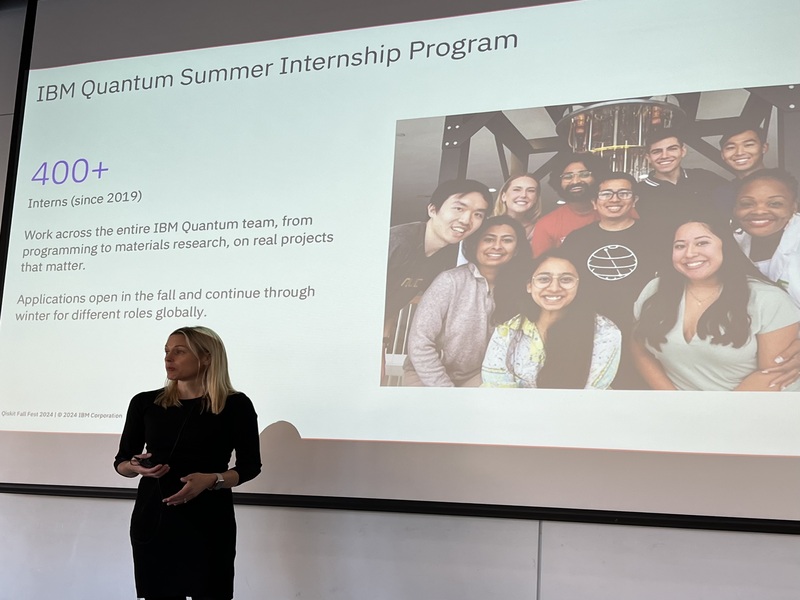 IBM Quantum Summer Internship Program
400+
Interns (since 2019)
Work across the entire IBM Quantum team, from
programming to materials research, on real projects
that matter.
Applications open in the fall and continue through
winter for different roles globally.
Qiskit Fall Fest 2024 | © 2024 IBM Corporation